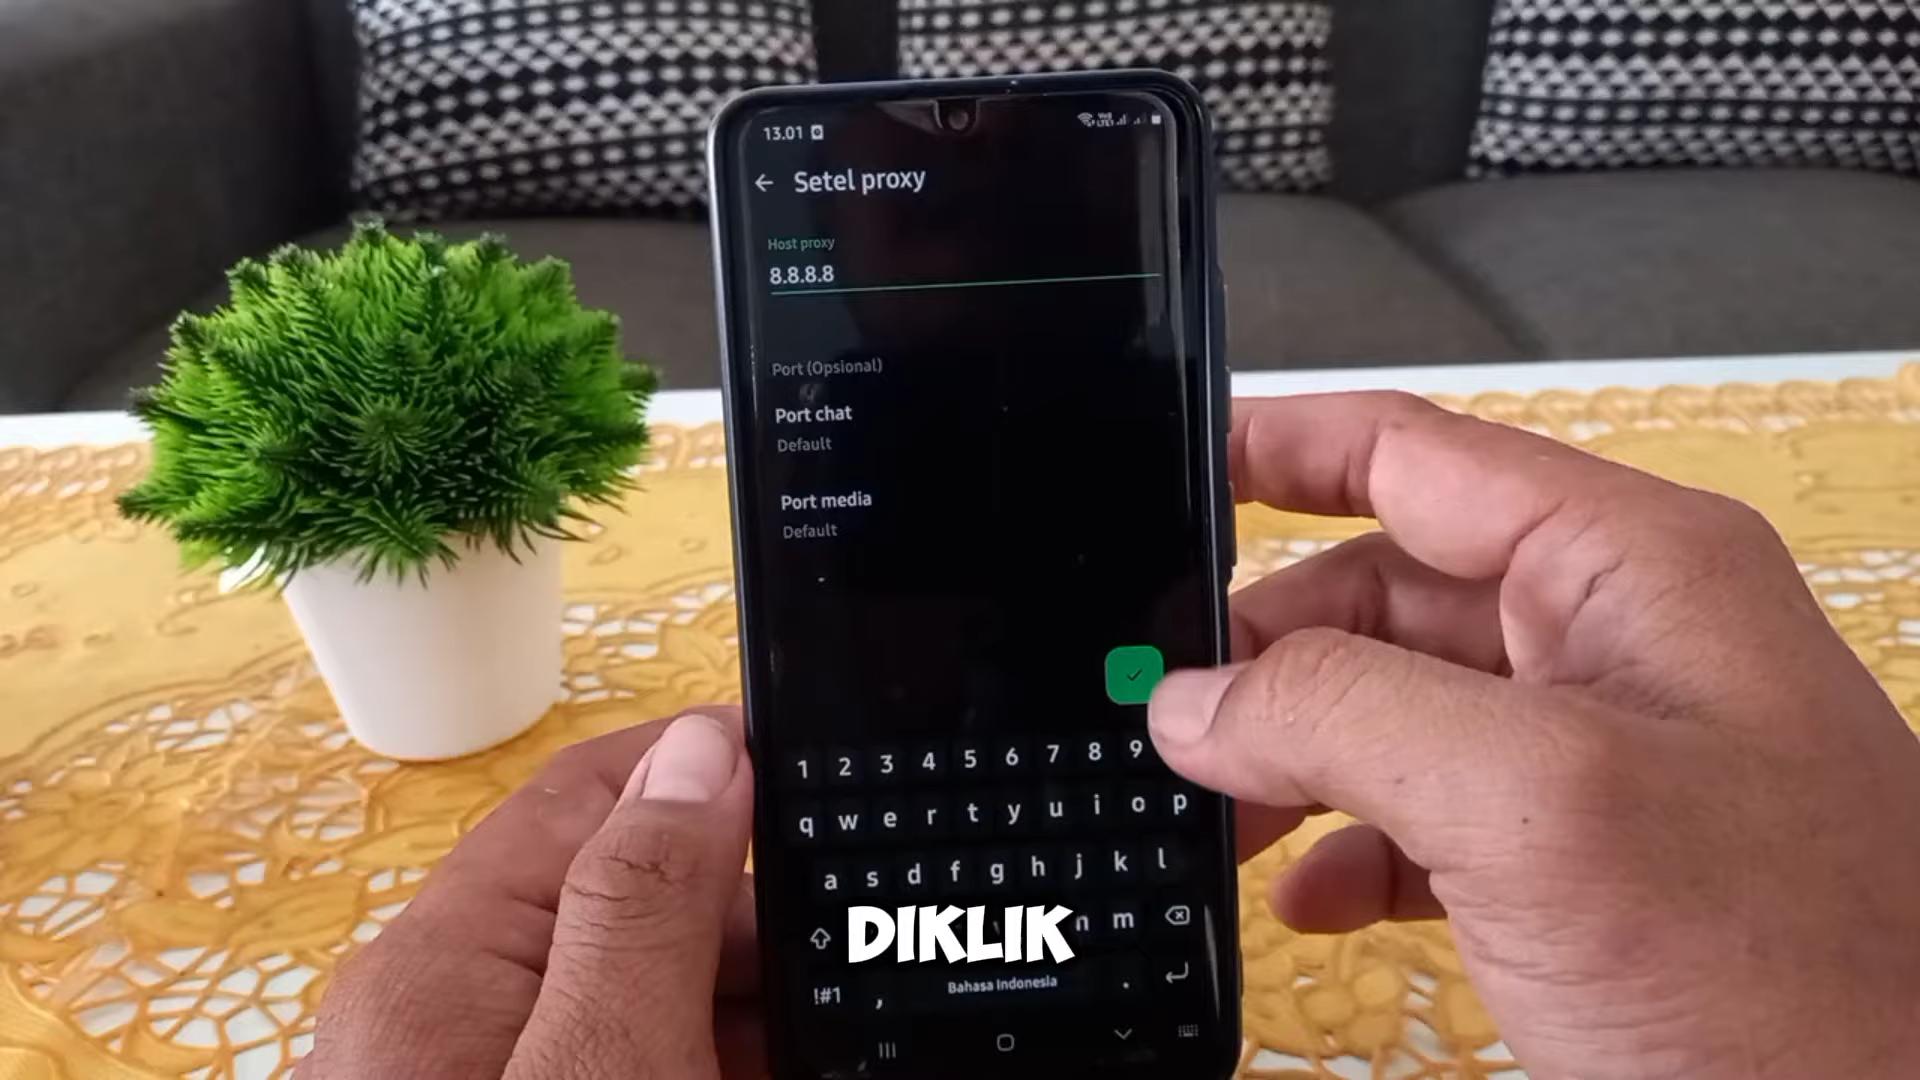 13.01
Setel proxy
Host proxy
8.8.8.8
Port (Opsional)
Port chat
Default
Port media
Default
1 2 3 4 5 6 7 8 9
q w e r t y u i o p
a s d f g h j k l
n m
DIKLIK
!#1 , Bahasa Indonesia .